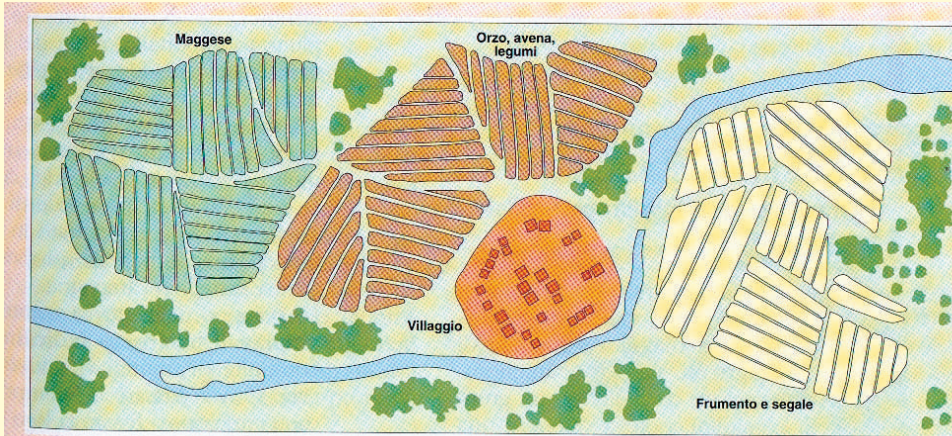 Maggese
Orzo, avena,
legumi
Villaggio
Frumento e segale